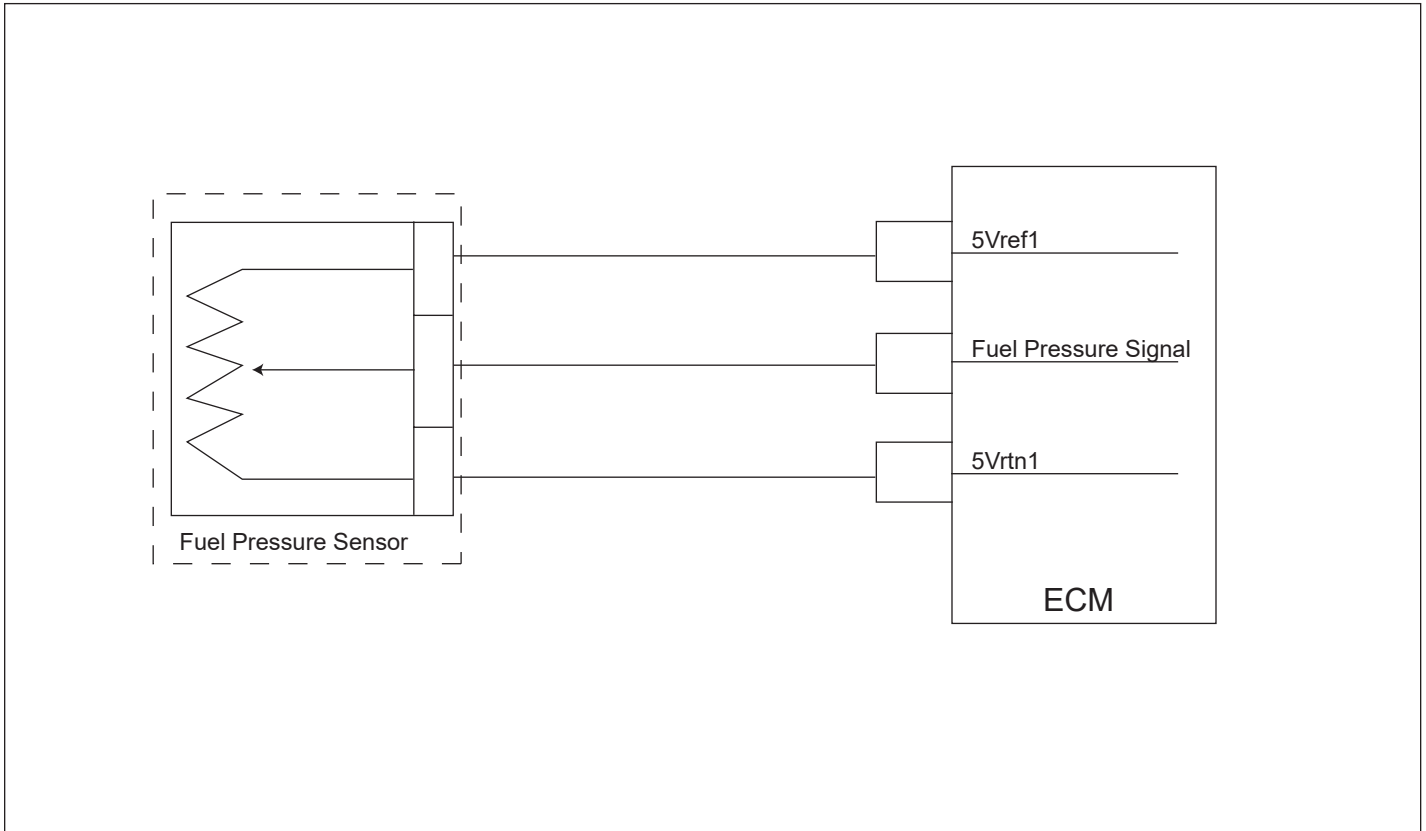 5Vref1
Fuel Pressure Signal
5Vrtn1
Fuel Pressure Sensor
ECM